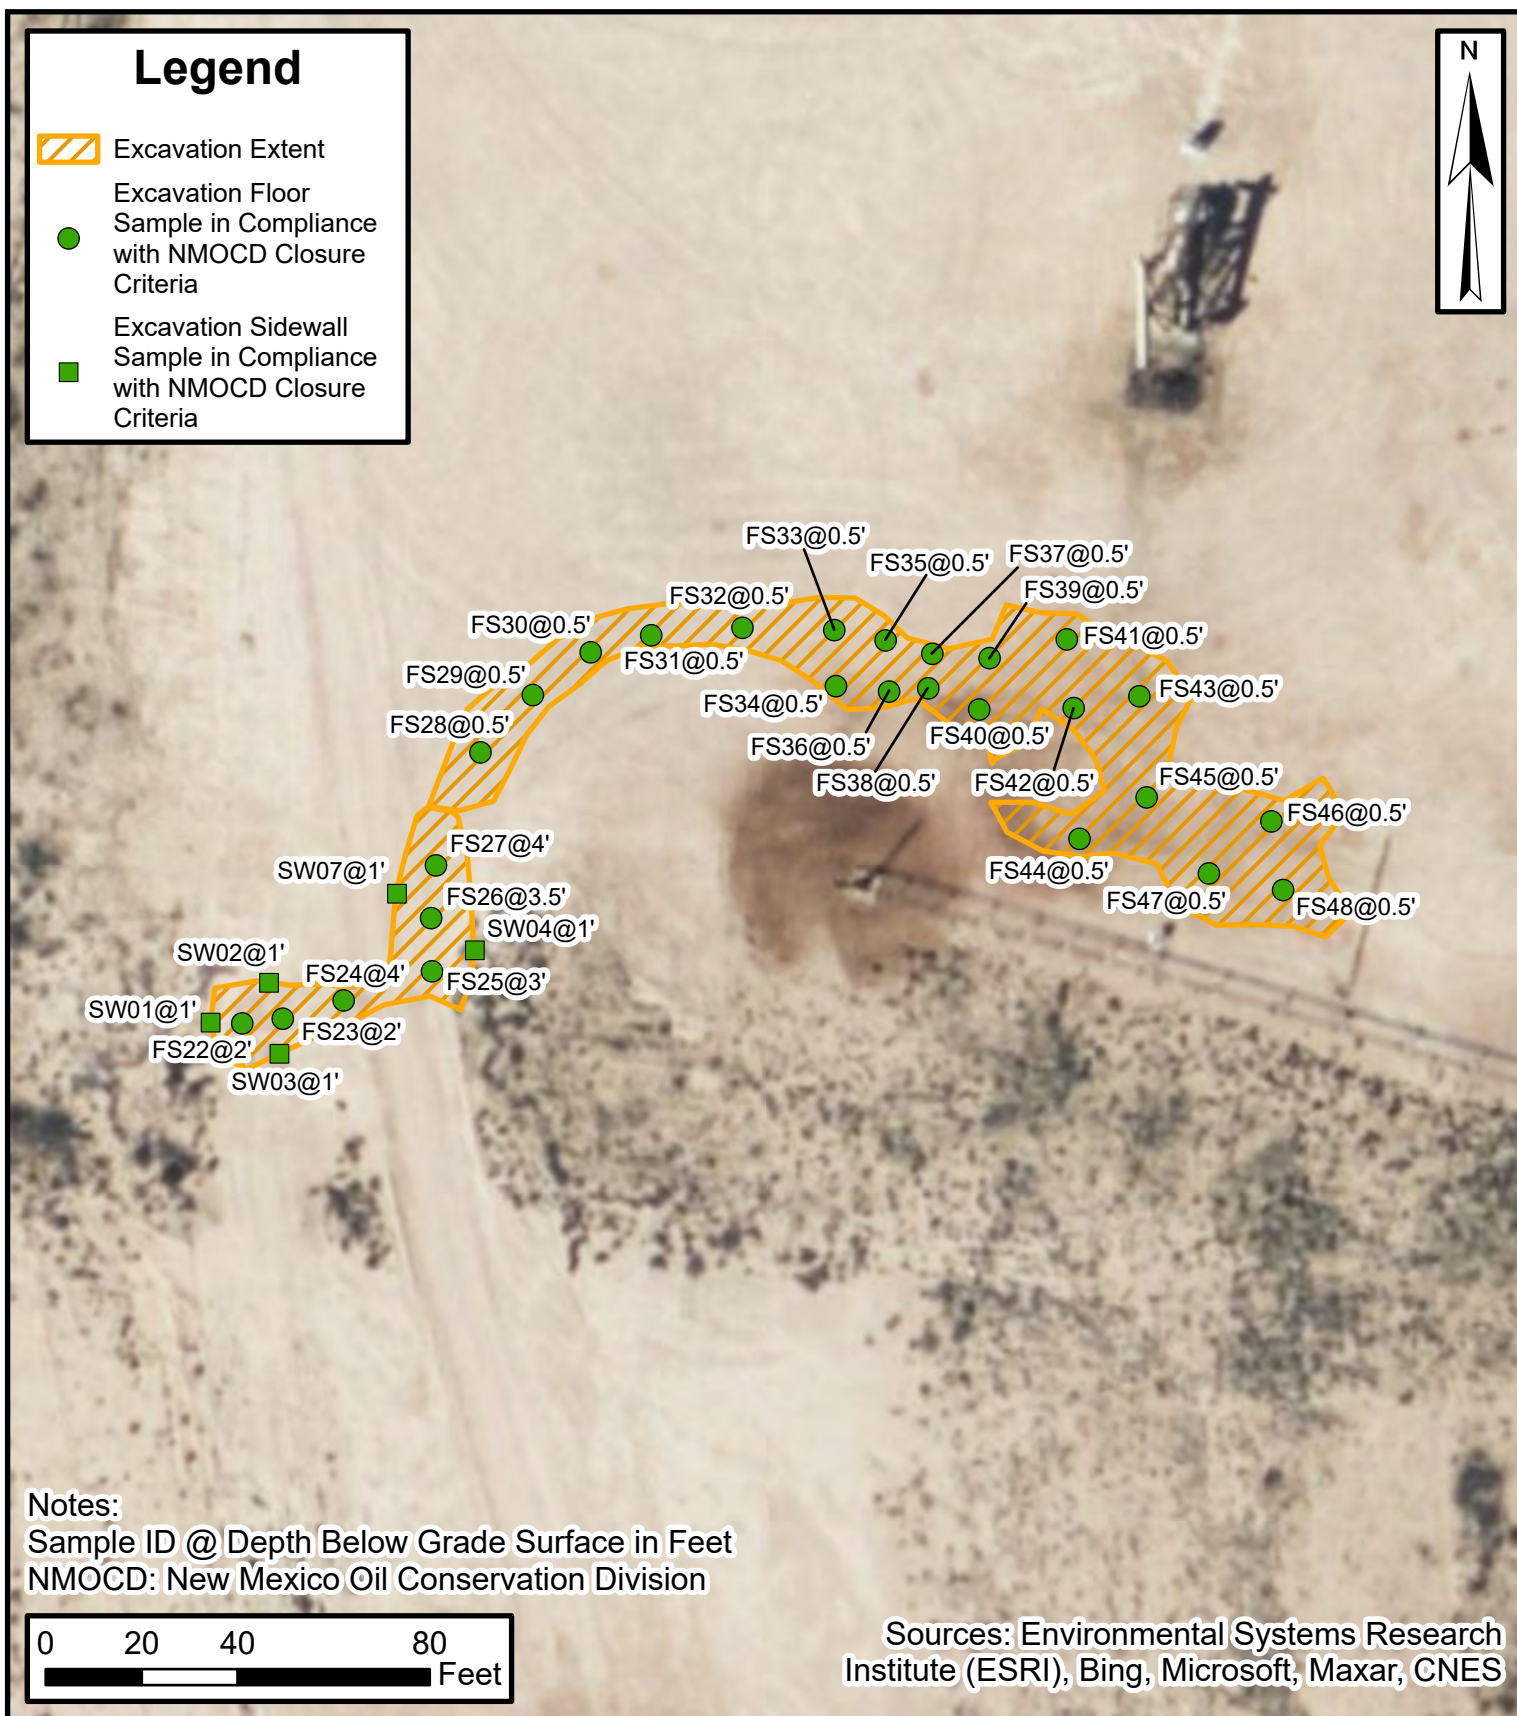 Legend
Excavation Extent
Excavation Floor
Sample in Compliance
with NMOCD Closure
Criteria
Excavation Sidewall
Sample in Compliance
with NMOCD Closure
Criteria
N
FS33@0.5'
FS35@0.5'
FS37@0.5'
FS39@0.5'
FS32@0.5'
FS30@0.5'
FS31@0.5'
FS41@0.5'
FS29@0.5'
FS34@0.5'
FS43@0.5'
FS28@0.5'
FS36@0.5'
FS40@0.5'
FS38@0.5'
FS42@0.5'
FS45@0.5'
FS46@0.5'
FS27@4'
SW07@1'
FS44@0.5'
FS26@3.5'
FS47@0.5'
FS48@0.5'
SW04@1'
SW02@1'
FS24@4'
FS25@3'
SW01@1'
FS23@2'
FS22@2'
SW03@1'
Notes:
Sample ID @ Depth Below Grade Surface in Feet
NMOCD: New Mexico Oil Conservation Division
0 20 40 80
Feet
Sources: Environmental Systems Research
Institute (ESRI), Bing, Microsoft, Maxar, CNES